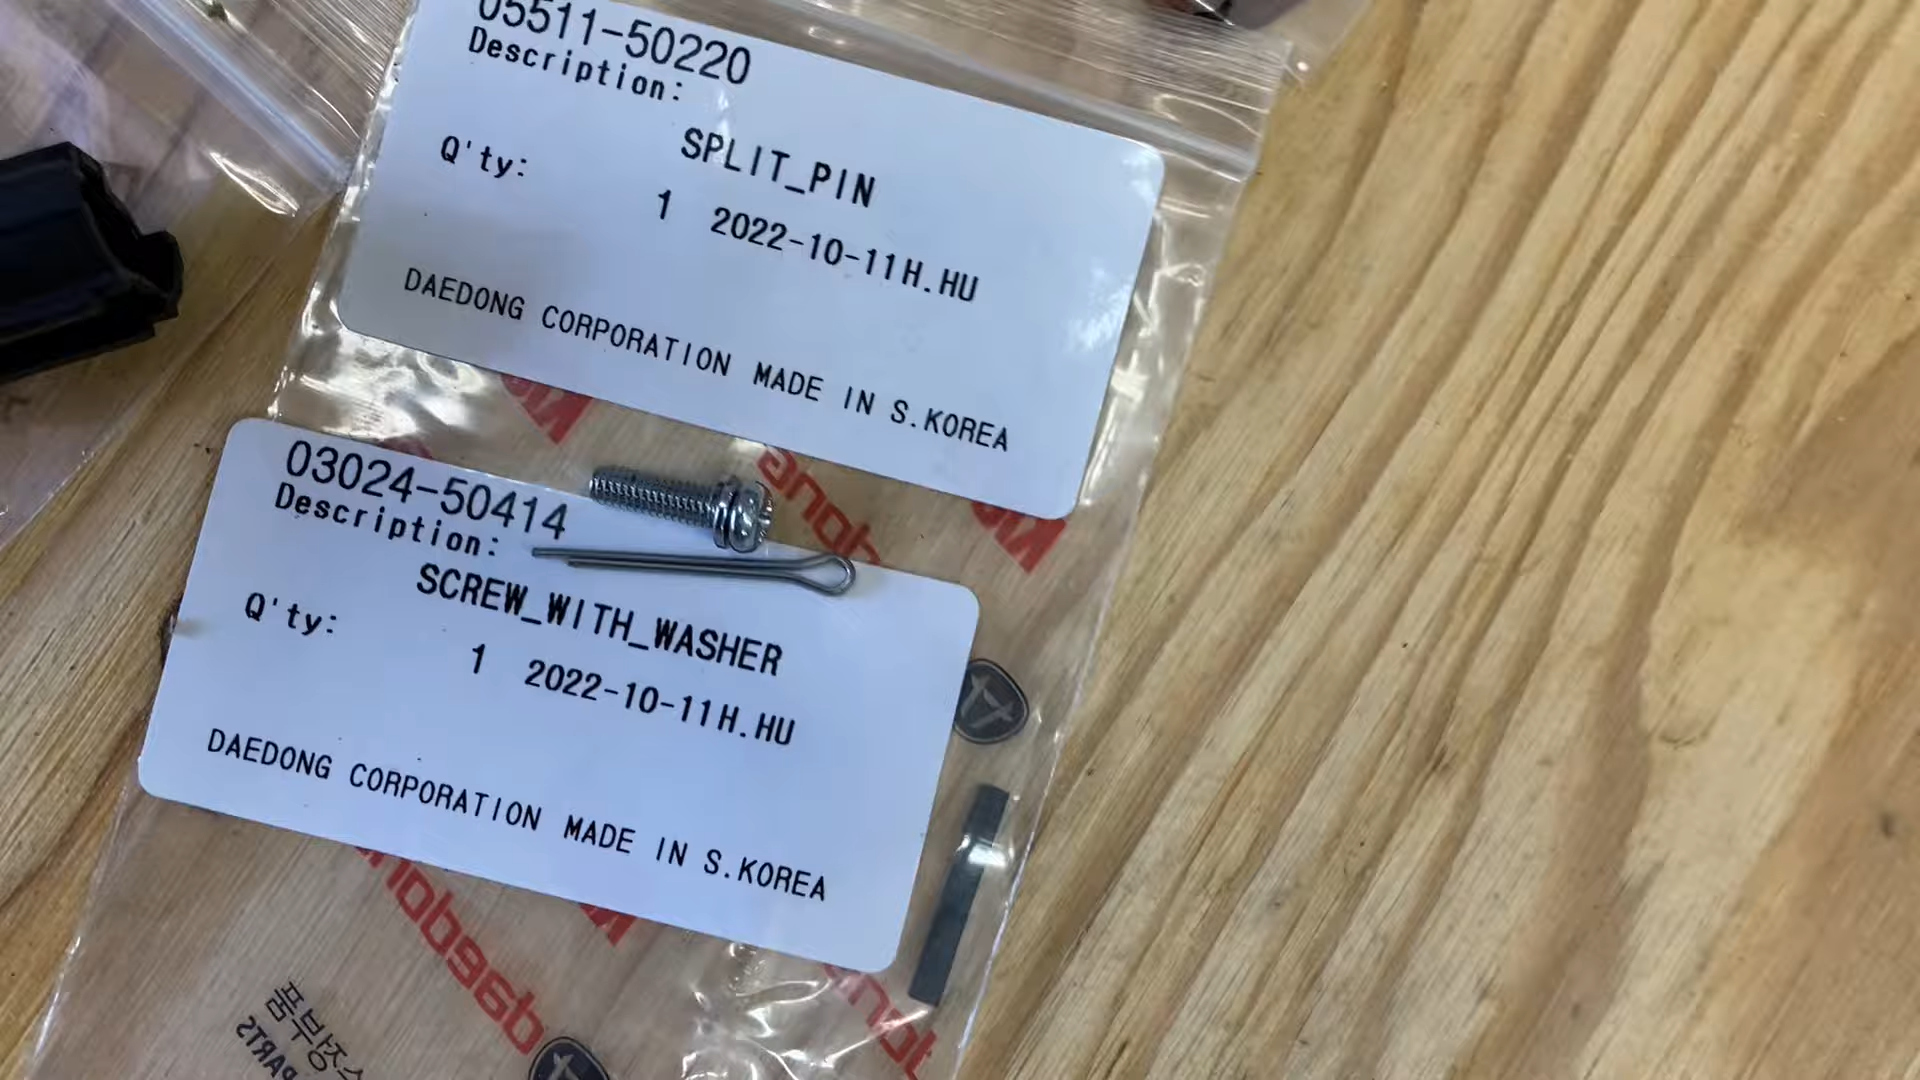 05511-50220
Description:
SPLIT_PIN
Q'ty:
1 2022-10-11H.HU
DAEDONG CORPORATION MADE IN S.KOREA
03024-50414
Description:
SCREW_WITH_WASHER
Q'ty:
1 2022-10-11H.HU
DAEDONG CORPORATION MADE IN S.KOREA
daedong
PARTS